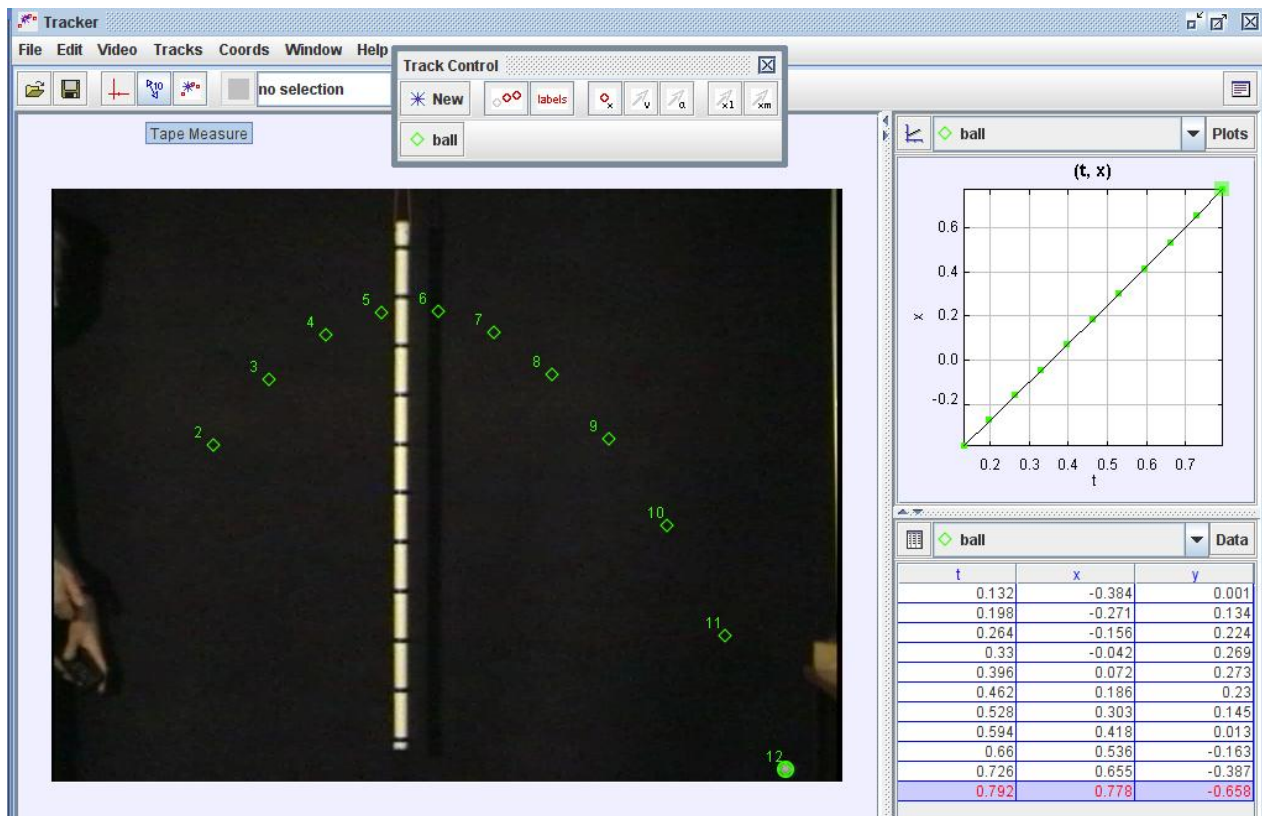 Tracker
File Edit Video Tracks Coords Window Help
Track Control
no selection
New labels x v a x1 xm
Tape Measure
ball
ball Plots
(t, x)
0.6
0.4
0.2
0.0
-0.2
x
0.2 0.3 0.4 0.5 0.6 0.7
t
2
3
4
5
6
7
8
9
10
11
12
ball Data
t x y
0.132 -0.384 0.001
0.198 -0.271 0.134
0.264 -0.156 0.224
0.33 -0.042 0.269
0.396 0.072 0.273
0.462 0.186 0.23
0.528 0.303 0.145
0.594 0.418 0.013
0.66 0.536 -0.163
0.726 0.655 -0.387
0.792 0.778 -0.658